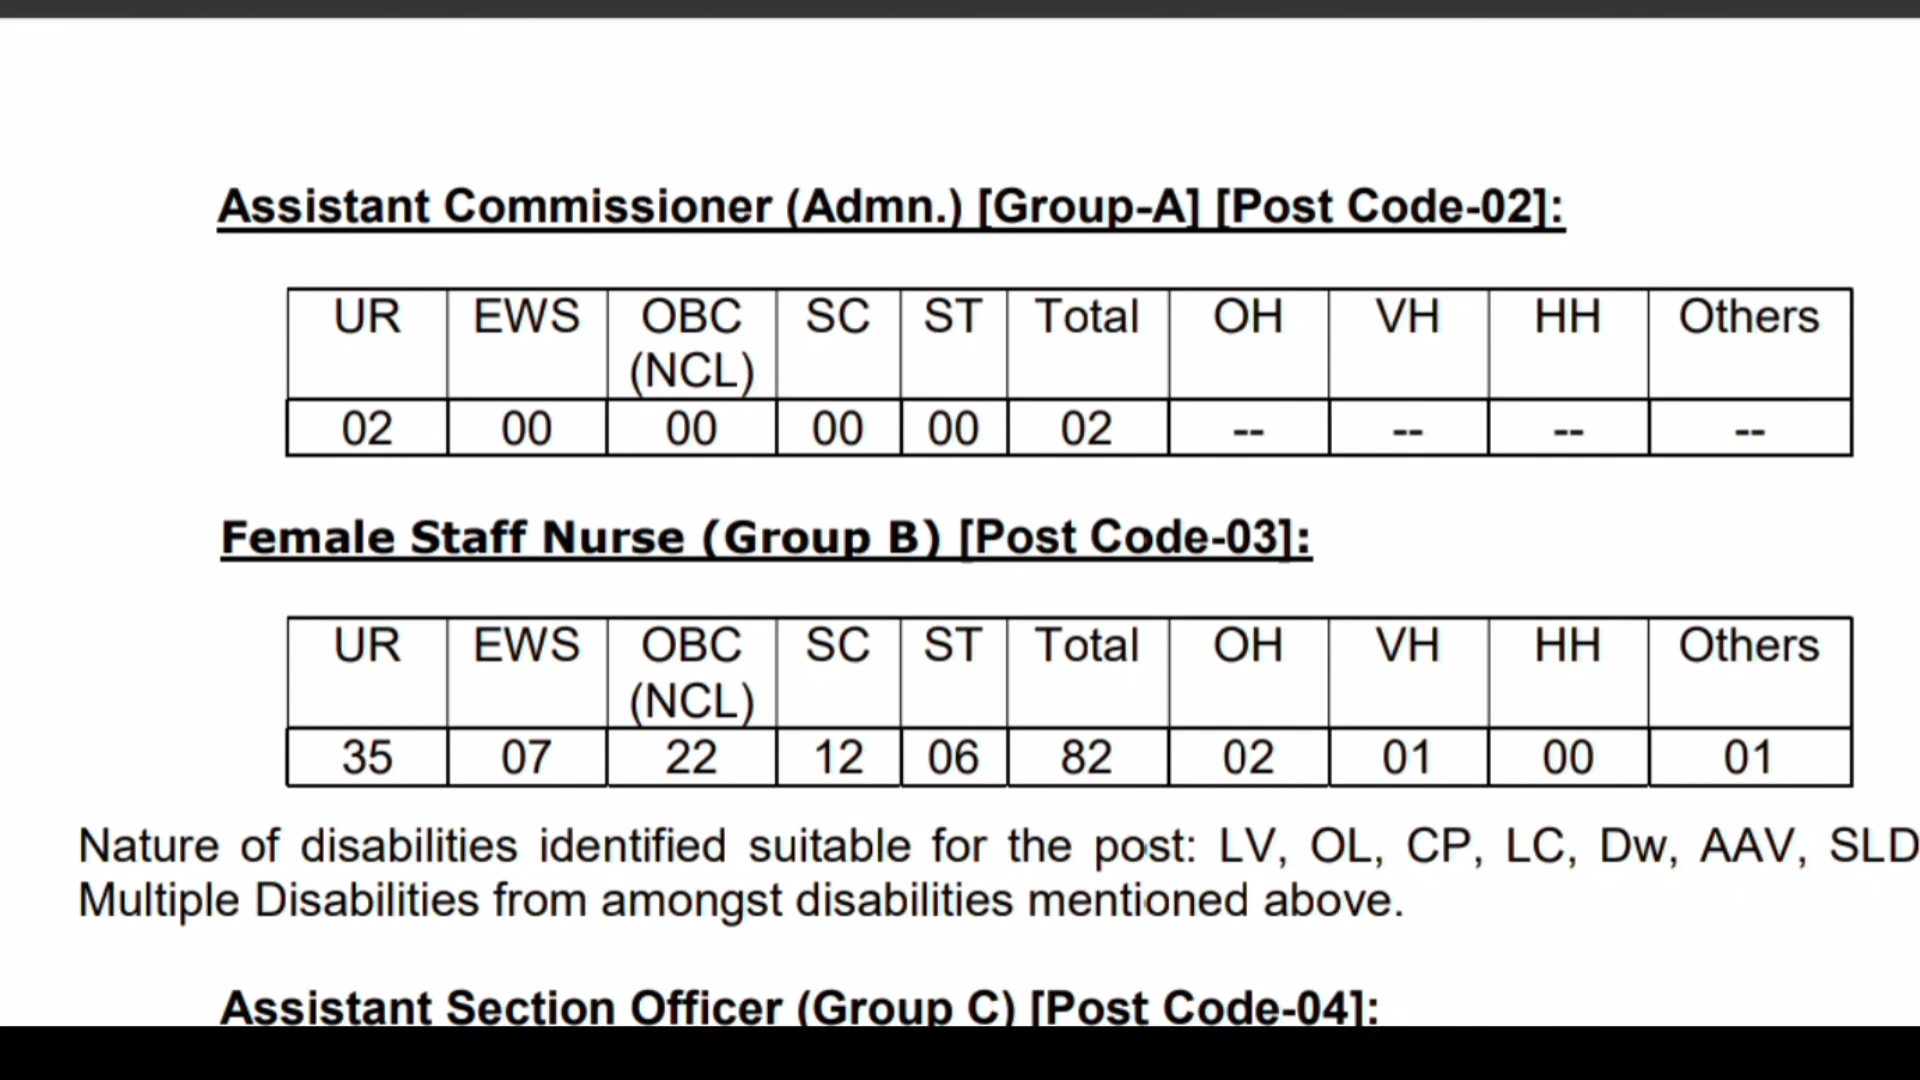 Assistant Commissioner (Admn.) [Group-A] [Post Code-02]:
UR EWS OBC (NCL) SC ST Total OH VH HH Others
02 00 00 00 00 02 -- -- -- --
Female Staff Nurse (Group B) [Post Code-03]:
UR EWS OBC (NCL) SC ST Total OH VH HH Others
35 07 22 12 06 82 02 01 00 01
Nature of disabilities identified suitable for the post: LV, OL, CP, LC, Dw, AAV, SLD
Multiple Disabilities from amongst disabilities mentioned above.
Assistant Section Officer (Group C) [Post Code-04]: